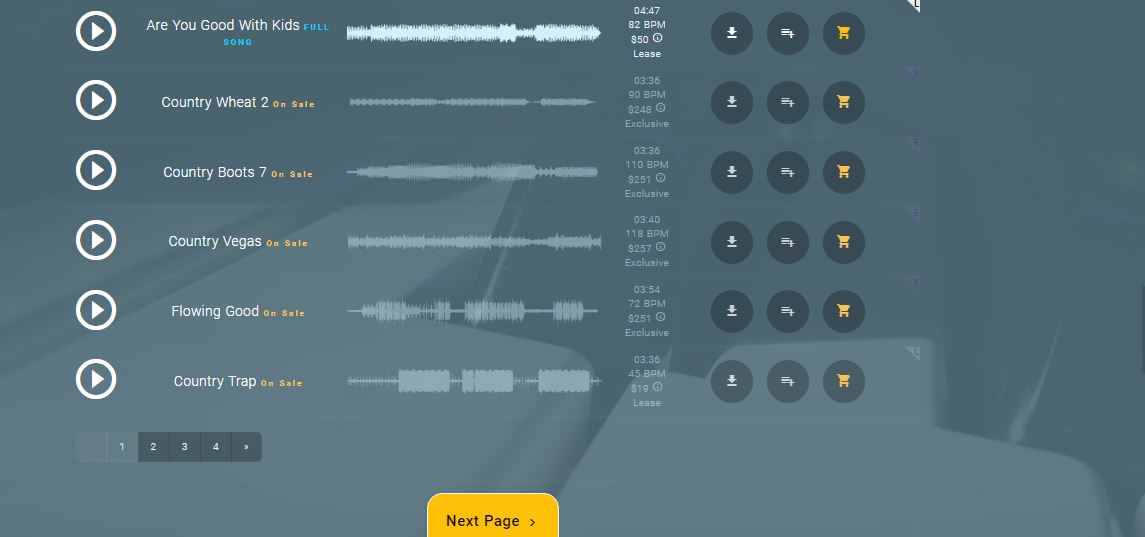 L
04:47
Are You Good With Kids FULL
SONG
82 BPM
$50
Lease
E
03:36
Country Wheat 2 On Sale
90 BPM
$248
Exclusive
E
03:36
Country Boots 7 On Sale
110 BPM
$251
Exclusive
E
03:40
Country Vegas On Sale
118 BPM
$257
Exclusive
E
03:54
Flowing Good On Sale
72 BPM
$251
Exclusive
L
03:36
Country Trap On Sale
45 BPM
$19
Lease
1 2 3 4 »
Next Page ›